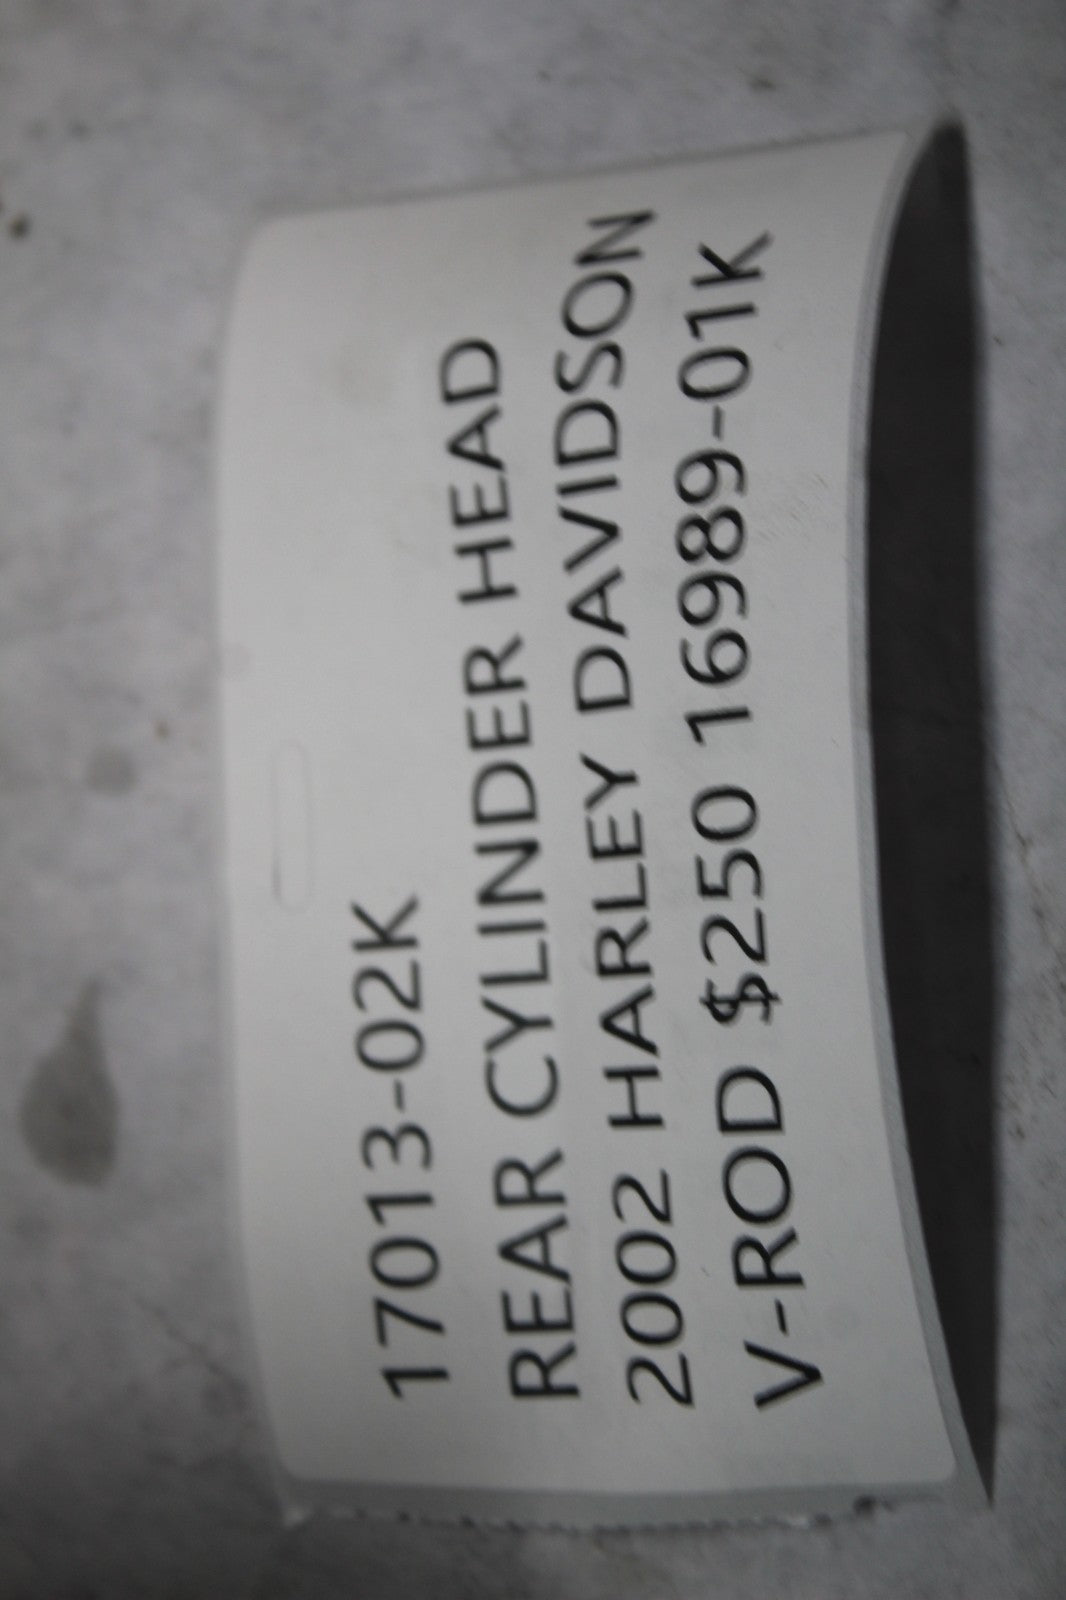 17013-02K
REAR CYLINDER HEAD
2002 HARLEY DAVIDSON
V-ROD $250 16989-01K